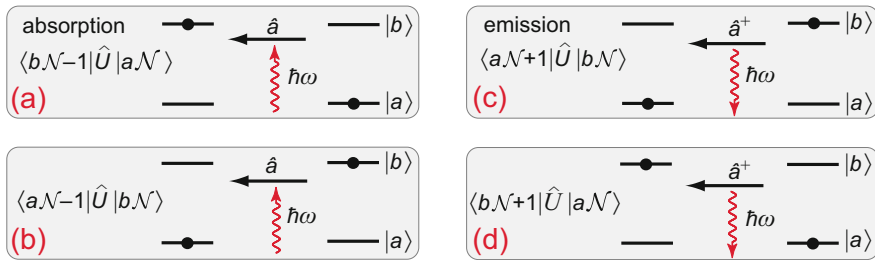 absorption
â
|b⟩
⟨b𝒩−1|Û|a𝒩⟩
ħω
(a)
|a⟩
emission
â⁺
|b⟩
⟨a𝒩+1|Û|b𝒩⟩
ħω
(c)
|a⟩
â
|b⟩
⟨a𝒩−1|Û|b𝒩⟩
ħω
(b)
|a⟩
â⁺
|b⟩
⟨b𝒩+1|Û|a𝒩⟩
ħω
(d)
|a⟩